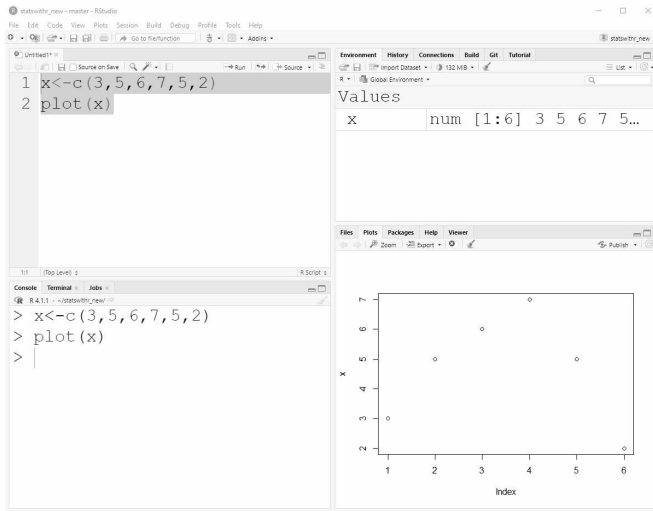 statswithr_new - master - RStudio
File Edit Code View Plots Session Build Debug Profile Tools Help
Go to file/function Addins statswithr_new
Untitled1*
Source on Save Run Source
1 x<-c(3,5,6,7,5,2)
2 plot(x)
1:1 (Top Level) R Script
Console Terminal Jobs
R 4.1.1 · ~/statswithr_new/
> x<-c(3,5,6,7,5,2)
> plot(x)
>
Environment History Connections Build Git Tutorial
Import Dataset 132 MiB List
R Global Environment
Values
x num [1:6] 3 5 6 7 5…
Files Plots Packages Help Viewer
Zoom Export Publish
7
6
5
4
3
2
x
1 2 3 4 5 6
Index